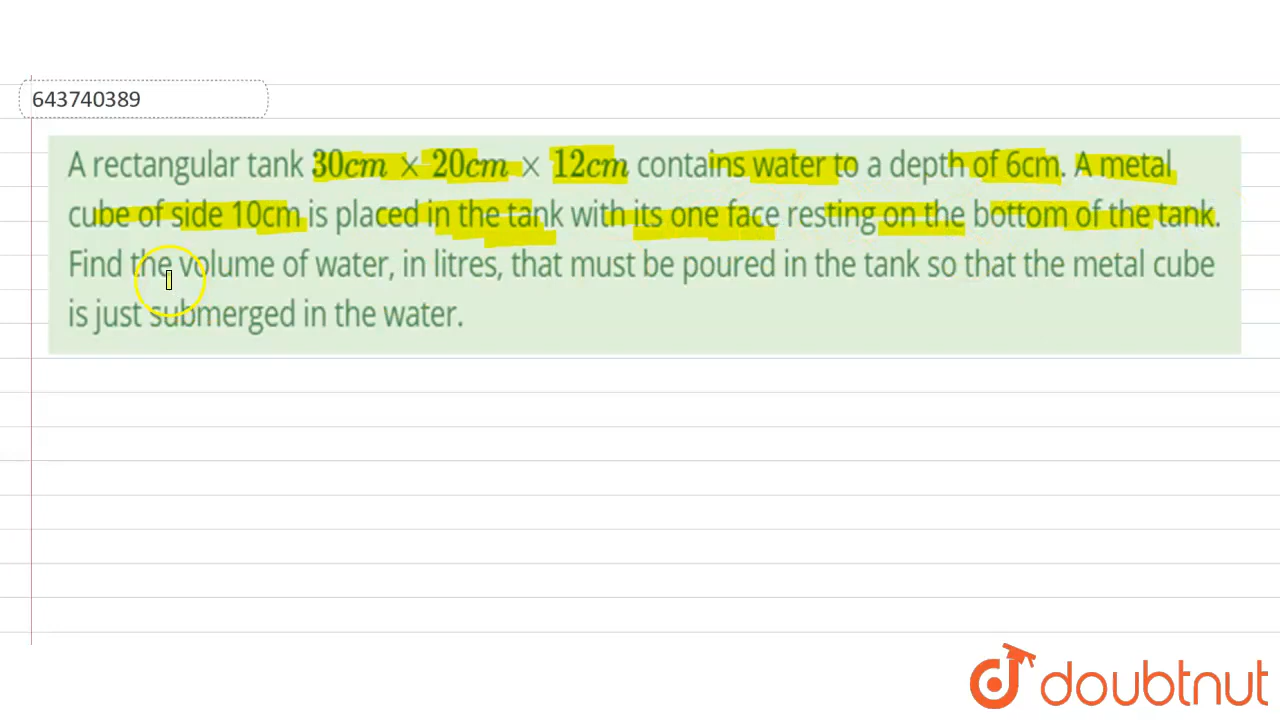 643740389
A rectangular tank 30cm × 20cm × 12cm contains water to a depth of 6cm. A metal
cube of side 10cm is placed in the tank with its one face resting on the bottom of the tank.
Find the volume of water, in litres, that must be poured in the tank so that the metal cube
is just submerged in the water.
doubtnut